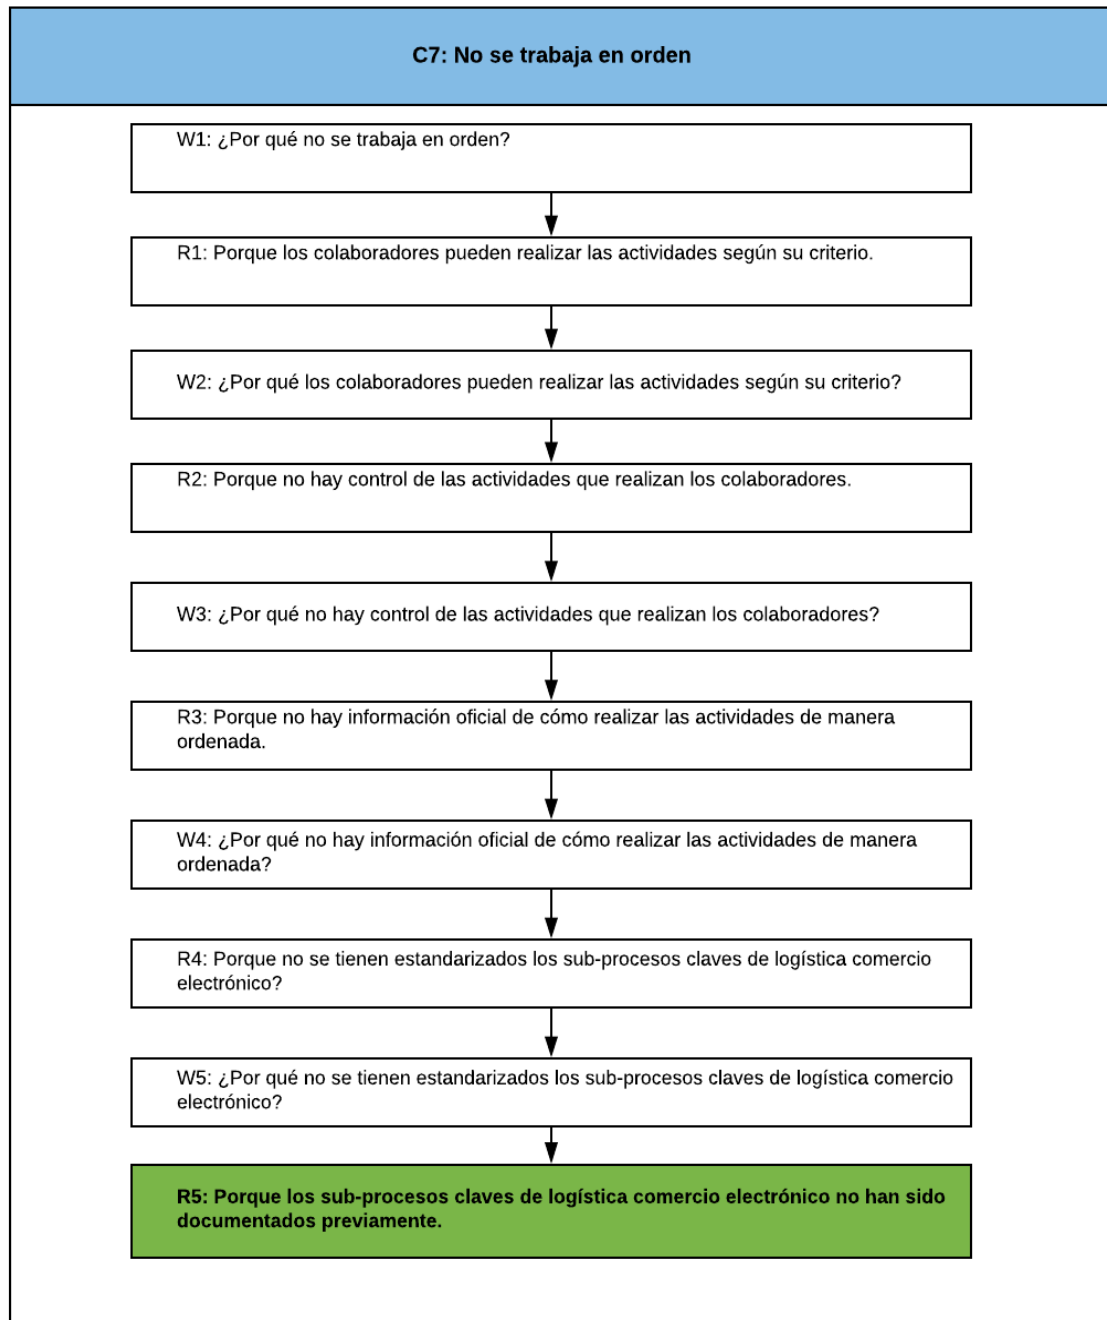 C7: No se trabaja en orden
W1: ¿Por qué no se trabaja en orden?
R1: Porque los colaboradores pueden realizar las actividades según su criterio.
W2: ¿Por qué los colaboradores pueden realizar las actividades según su criterio?
R2: Porque no hay control de las actividades que realizan los colaboradores.
W3: ¿Por qué no hay control de las actividades que realizan los colaboradores?
R3: Porque no hay información oficial de cómo realizar las actividades de manera
ordenada.
W4: ¿Por qué no hay información oficial de cómo realizar las actividades de manera
ordenada?
R4: Porque no se tienen estandarizados los sub-procesos claves de logística comercio
electrónico?
W5: ¿Por qué no se tienen estandarizados los sub-procesos claves de logística comercio
electrónico?
R5: Porque los sub-procesos claves de logística comercio electrónico no han sido
documentados previamente.